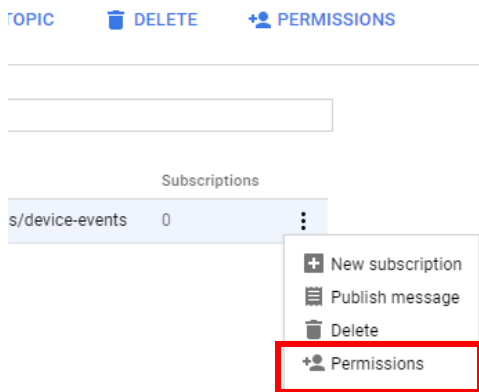 TOPIC DELETE PERMISSIONS
Subscriptions
s/device-events 0
New subscription
Publish message
Delete
Permissions